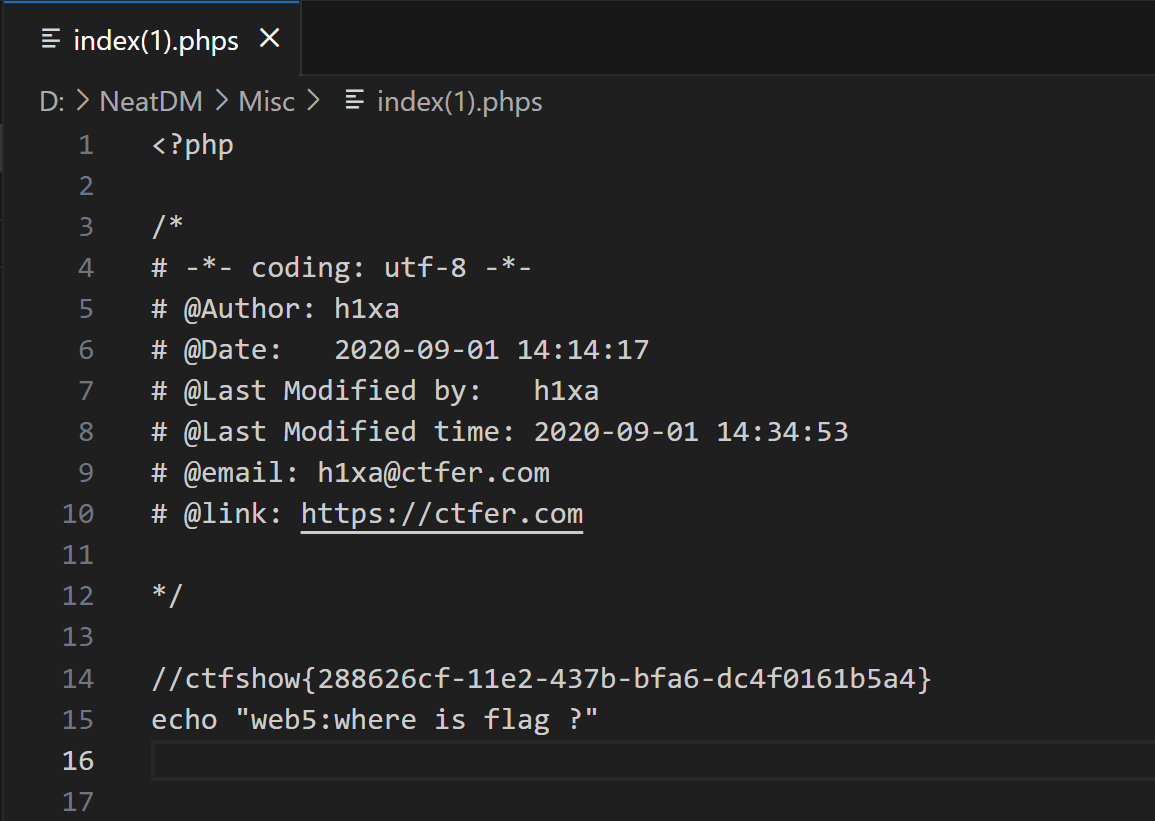 index(1).phps ×
D: > NeatDM > Misc > index(1).phps
1 <?php
2
3 /*
4 # -*- coding: utf-8 -*-
5 # @Author: h1xa
6 # @Date:   2020-09-01 14:14:17
7 # @Last Modified by:   h1xa
8 # @Last Modified time: 2020-09-01 14:34:53
9 # @email: h1xa@ctfer.com
10 # @link: https://ctfer.com
11
12 */
13
14 //ctfshow{288626cf-11e2-437b-bfa6-dc4f0161b5a4}
15 echo "web5:where is flag ?"
16
17